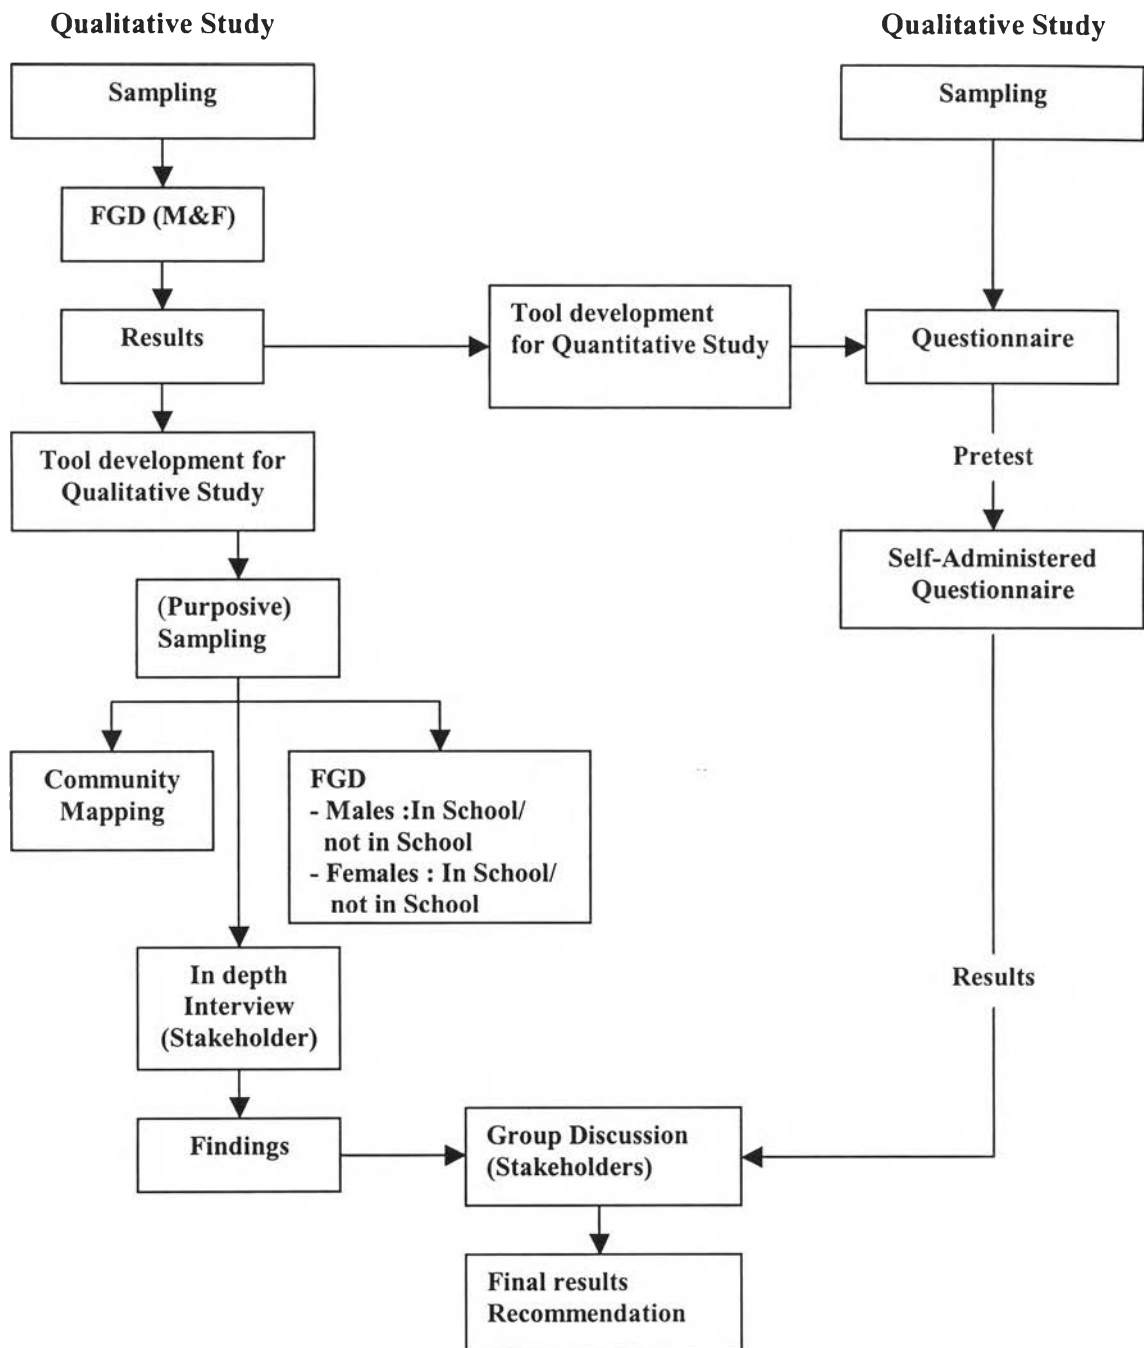 Qualitative Study
Qualitative Study
Sampling
Sampling
FGD (M&F)
Results
Tool development
for Quantitative Study
Questionnaire
Tool development for
Qualitative Study
Pretest
Self-Administered
Questionnaire
(Purposive)
Sampling
Community
Mapping
FGD
- Males :In School/
not in School
- Females : In School/
not in School
In depth
Interview
(Stakeholder)
Results
Findings
Group Discussion
(Stakeholders)
Final results
Recommendation